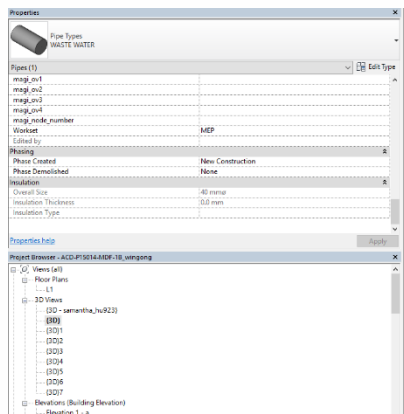 Properties
Pipe Types
WASTE WATER
Pipes (1)
Edit Type
magi_ov1
magi_ov2
magi_ov3
magi_ov4
magi_node_number
Workset MEP
Edited by
Phasing
Phase Created New Construction
Phase Demolished None
Insulation
Overall Size 40 mmø
Insulation Thickness 0.0 mm
Insulation Type
Properties help Apply
Project Browser - ACO-P15014-MDF-1B_wingong
Views (all)
Floor Plans
L1
3D Views
(3D - samantha_hu923)
{3D}
{3D}1
{3D}2
{3D}3
{3D}4
{3D}5
{3D}6
{3D}7
Elevations (Building Elevation)
Elevation 1 - a